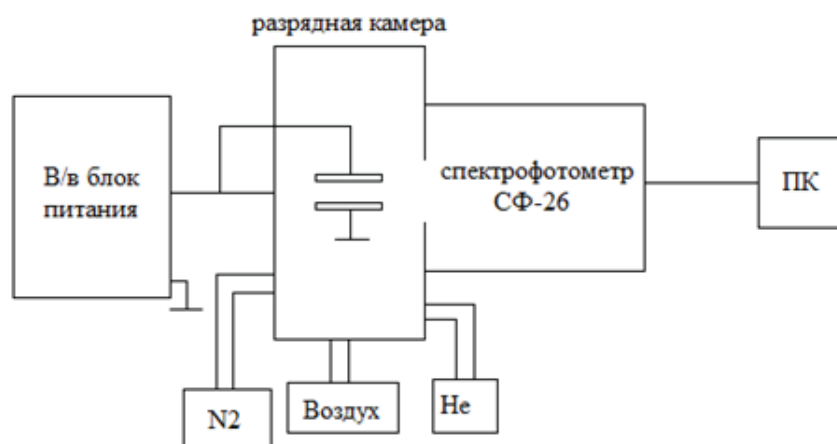 разрядная камера
В/в блок
питания
спектрофотометр
СФ-26
ПК
N2
Воздух
He